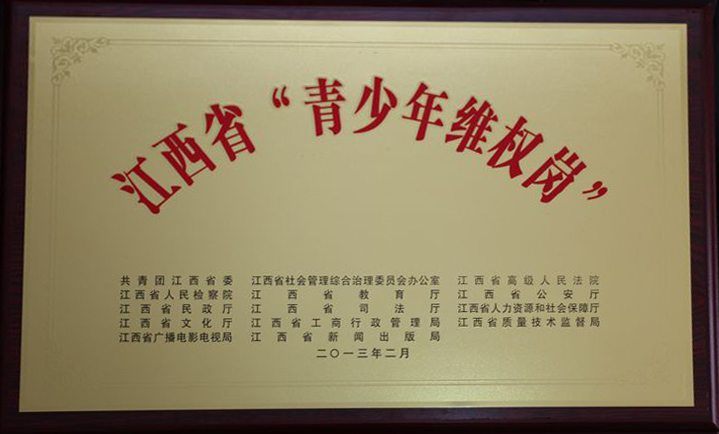 江西省“青少年维权岗”
共青团江西省委 江西省社会管理综合治理委员会办公室 江西省高级人民法院
江西省人民检察院 江西省教育厅 江西省公安厅
江西省民政厅 江西省司法厅 江西省人力资源和社会保障厅
江西省文化厅 江西省工商行政管理局 江西省质量技术监督局
江西省广播电影电视局 江西省新闻出版局
二〇一三年二月